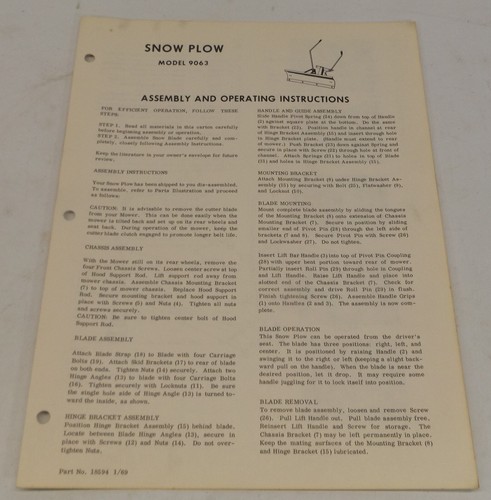 SNOW PLOW
MODEL 9063
ASSEMBLY AND OPERATING INSTRUCTIONS
FOR EFFICIENT OPERATION, FOLLOW THESE
STEPS.
STEP 1. Read all materials in this carton carefully
before beginning assembly or operation.
STEP 2. Assemble Snow Blade carefully and com-
pletely, closely following Assembly Instructions.
Keep the literature in your owner's envelope for future
review.
ASSEMBLY INSTRUCTIONS
Your Snow Plow has been shipped to you dis-assembled.
To assemble, refer to Parts Illustration and proceed
as follows:
CAUTION: It is advisable to remove the cutter blade
from your Mower. This can be done easily when the
mower is tilted back and set up on the rear wheels and
seat back. During operation of the mower, keep the
cutter blade clutch engaged to promote longer belt life.
CHASSIS ASSEMBLY
With the Mower still on its rear wheels, remove the
four Front Chassis Screws. Loosen center screw at top
of Hood Support Rod. Lift support rod away from
mower chassis. Assemble Chassis Mounting Bracket
(7) to top of mower chassis. Replace Hood Support
Rod. Secure mounting bracket and hood support in
place with Screws (5) and Nuts (4). Tighten all nuts
and screws securely.
CAUTION: Be sure to tighten center bolt of Hood
Support Rod.
BLADE ASSEMBLY
Attach Blade Strap (18) to Blade with four Carriage
Bolts (19). Attach Skid Brackets (17) to rear of blade
on both ends. Tighten Nuts (14) securely. Attach two
Hinge Angles (13) to blade with four Carriage Bolts
(16). Tighten securely with Locknuts (11). Be sure
the single hole side of Hinge Angle (13) is turned to-
ward the inside, as shown.
HINGE BRACKET ASSEMBLY
Position Hinge Bracket Assembly (15) behind blade.
Locate between Blade Hinge Angles (13), secure in
place with Screws (12) and Nuts (14). Do not over-
tighten Nuts.
Part No. 18594 1/69
HANDLE AND GUIDE ASSEMBLY
Slide Handle Pivot Spring (24) down from top of Handle
(2) against square plate at the bottom. Do the same
with Bracket (23). Position handle in chassis at rear
of Hinge Bracket Assembly (15) and insert through hole
in Hinge Bracket plate. Handle must extend to rear
of mower. Push Bracket (23) down against Spring and
secure in place with Screw (22) through hole at front of
channel. Attach Springs (21) to holes in top of Blade
(20) and holes in Hinge Bracket Assembly (15).
MOUNTING BRACKET
Attach Mounting Bracket (8) under Hinge Bracket As-
sembly (15) by securing with Bolt (25), Flatwasher (9),
and Locknut (10).
BLADE MOUNTING
Mount complete blade assembly by sliding the tongues
of the Mounting Bracket (8) onto extension of Chassis
Mounting Bracket (7). Secure in position by sliding
smaller end of Pivot Pin (28) through the left side of
brackets (7 and 8). Secure Pivot Pin with Screw (26)
and Lockwasher (27). Do not tighten.
Insert Lift Bar Handle (3) into top of Pivot Pin Coupling
(28) with upper bent portion toward rear of mower.
Partially insert Roll Pin (29) through hole in Coupling
and Lift Handle. Raise Lift Handle and place into
slotted rod of the Chassis Bracket (7). Check for
correct assembly and drive Roll Pin (29) in flush.
Finish tightening Screw (26). Assemble Handle Grips
(1) onto Handles (2 and 3). The assembly is now com-
plete.
BLADE OPERATION
This Snow Plow can be operated from the driver's
seat. The blade has three positions: right, left, and
center. It is positioned by raising Handle (2) and
swinging it to the right or left (keeping a slight back-
ward pull on the handle). When the blade is near the
desired position, let it drop. It may require some
handle juggling for it to lock itself into position.
BLADE REMOVAL
To remove blade assembly, loosen and remove Screw
(26). Pull Lift Handle out. Pull blade assembly free.
Reinsert Lift Handle and Screw for storage. The
Chassis Bracket (7) may be left permanently in place.
Keep the mating surfaces of the Mounting Bracket (8)
and Hinge Bracket (15) lubricated.